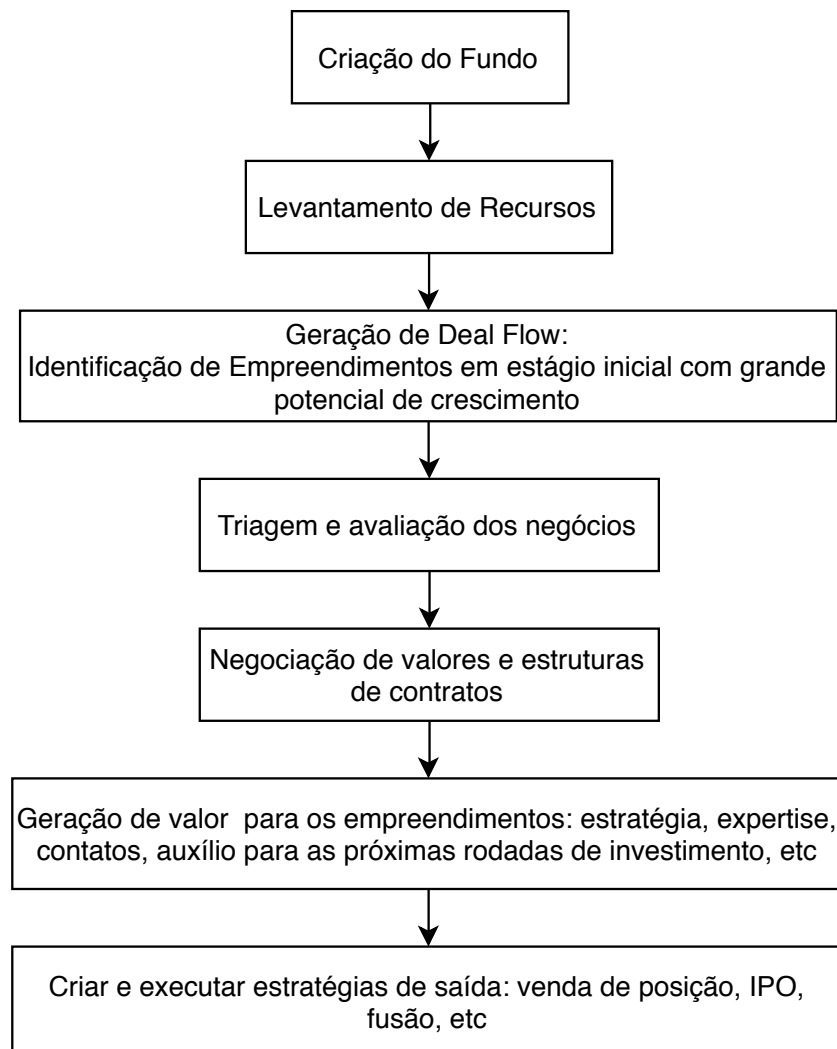 Criação do Fundo
Levantamento de Recursos
Geração de Deal Flow:
Identificação de Empreendimentos em estágio inicial com grande
potencial de crescimento
Triagem e avaliação dos negócios
Negociação de valores e estruturas
de contratos
Geração de valor  para os empreendimentos: estratégia, expertise,
contatos, auxílio para as próximas rodadas de investimento, etc
Criar e executar estratégias de saída: venda de posição, IPO,
fusão, etc